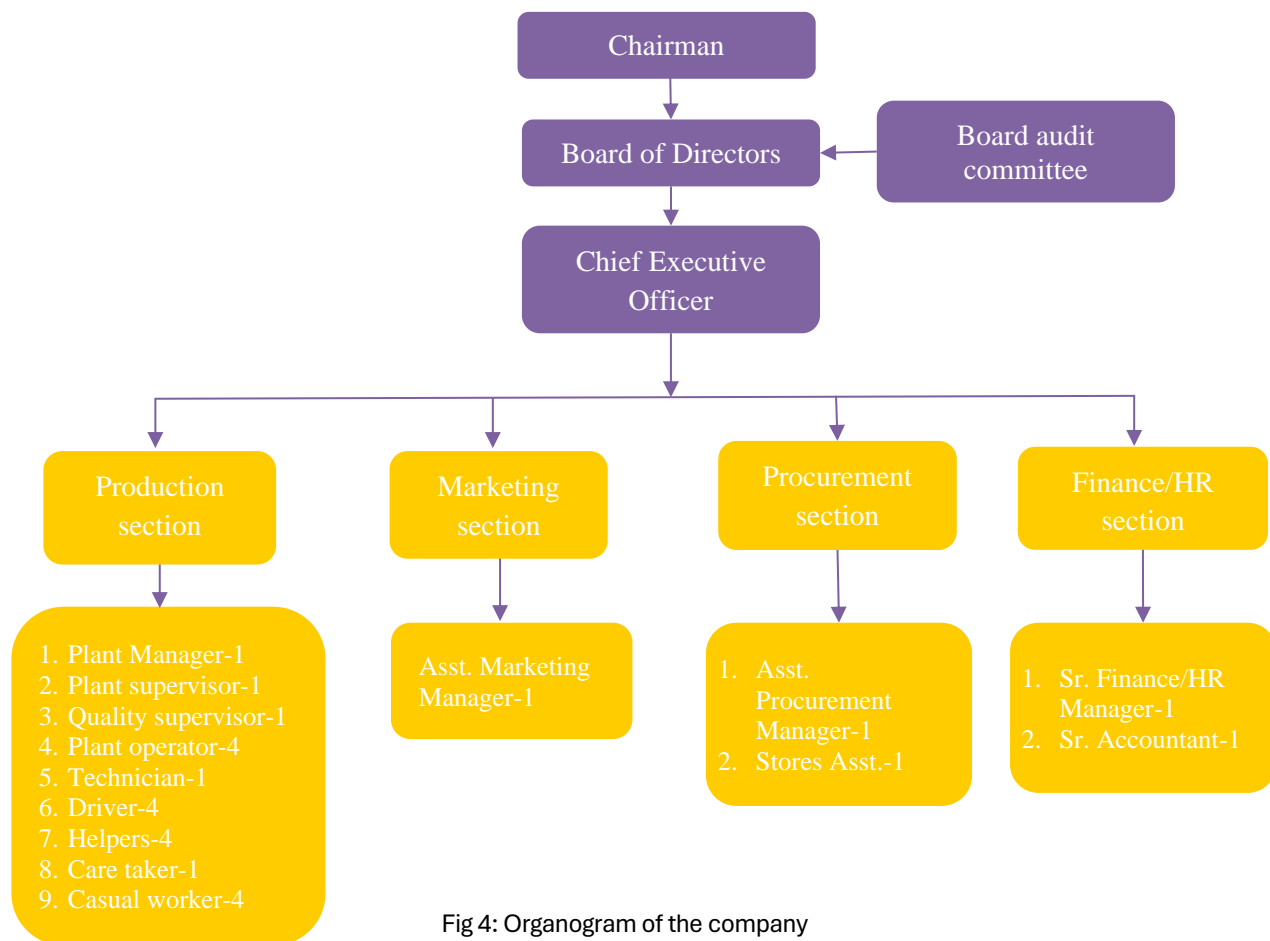 Chairman
Board of Directors
Board audit
committee
Chief Executive
Officer
Production
section
Marketing
section
Procurement
section
Finance/HR
section
1. Plant Manager-1
2. Plant supervisor-1
3. Quality supervisor-1
4. Plant operator-4
5. Technician-1
6. Driver-4
7. Helpers-4
8. Care taker-1
9. Casual worker-4
Asst. Marketing
Manager-1
1. Asst.
Procurement
Manager-1
2. Stores Asst.-1
1. Sr. Finance/HR
Manager-1
2. Sr. Accountant-1
Fig 4: Organogram of the company